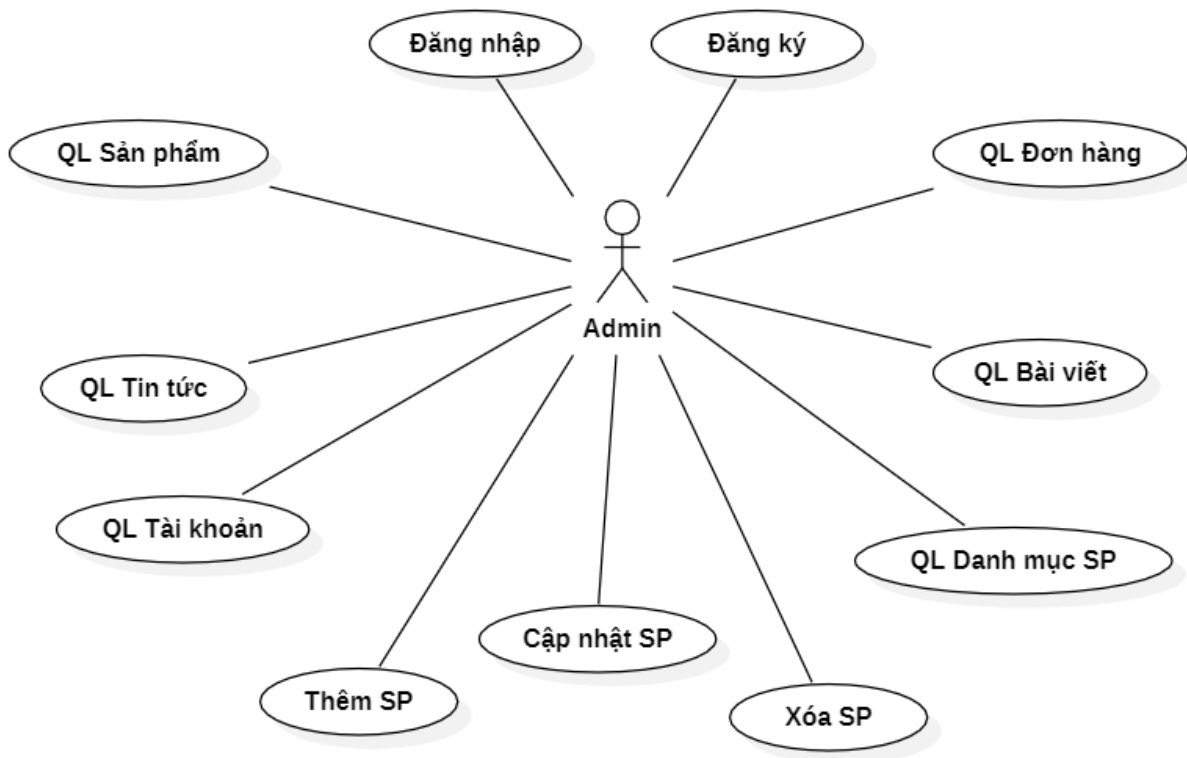 Đăng nhập
Đăng ký
QL Sản phẩm
QL Đơn hàng
Admin
QL Tin tức
QL Bài viết
QL Tài khoản
QL Danh mục SP
Cập nhật SP
Thêm SP
Xóa SP